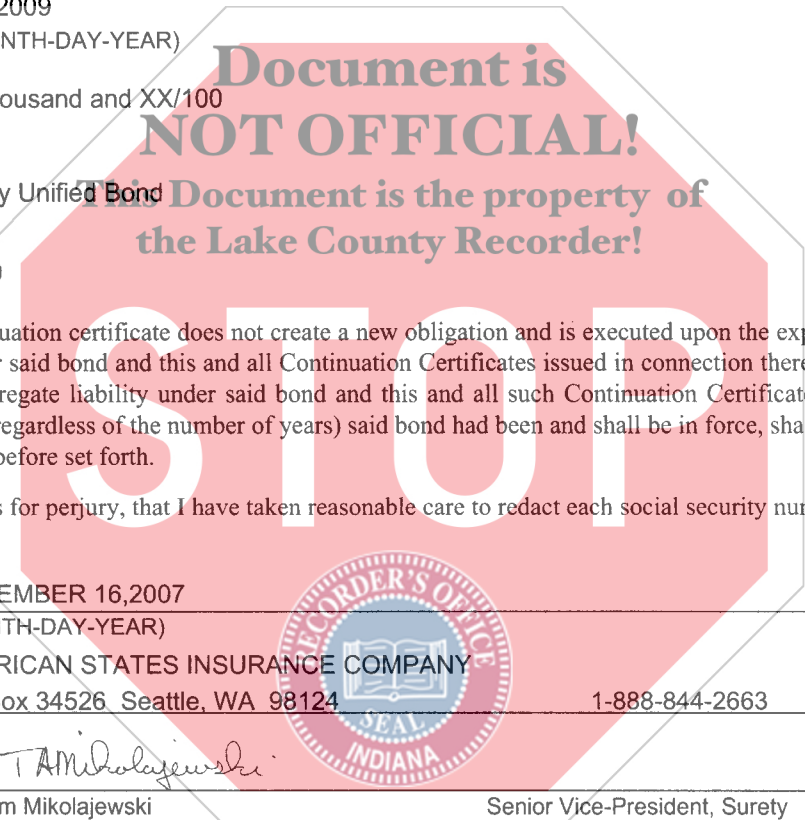 2009
NTH-DAY-YEAR)
Document is
ousand and XX/100
NOT OFFICIAL!
y Unified Bond
This Document is the property of
the Lake County Recorder!
uation certificate does not create a new obligation and is executed upon the exp
r said bond and this and all Continuation Certificates issued in connection there
regate liability under said bond and this and all such Continuation Certificat
regardless of the number of years) said bond had been and shall be in force, sha
before set forth.
STOP
s for perjury, that I have taken reasonable care to redact each social security nu
EMBER 16,2007
NTH-DAY-YEAR)
RICAN STATES INSURANCE COMPANY
ox 34526 Seattle, WA 98124 1-888-844-2663
RECORDER'S OFFICE
SEAL
INDIANA
TAMikolajewski
m Mikolajewski Senior Vice-President, Surety